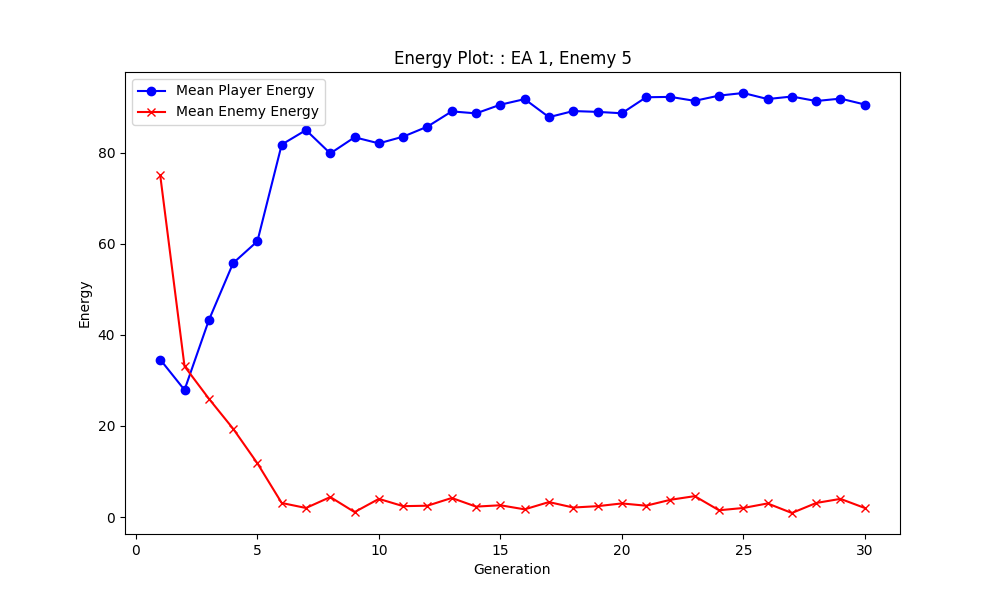 Energy Plot: : EA 1, Enemy 5
Mean Player Energy
Mean Enemy Energy
Energy
80
60
40
20
0
0 5 10 15 20 25 30
Generation